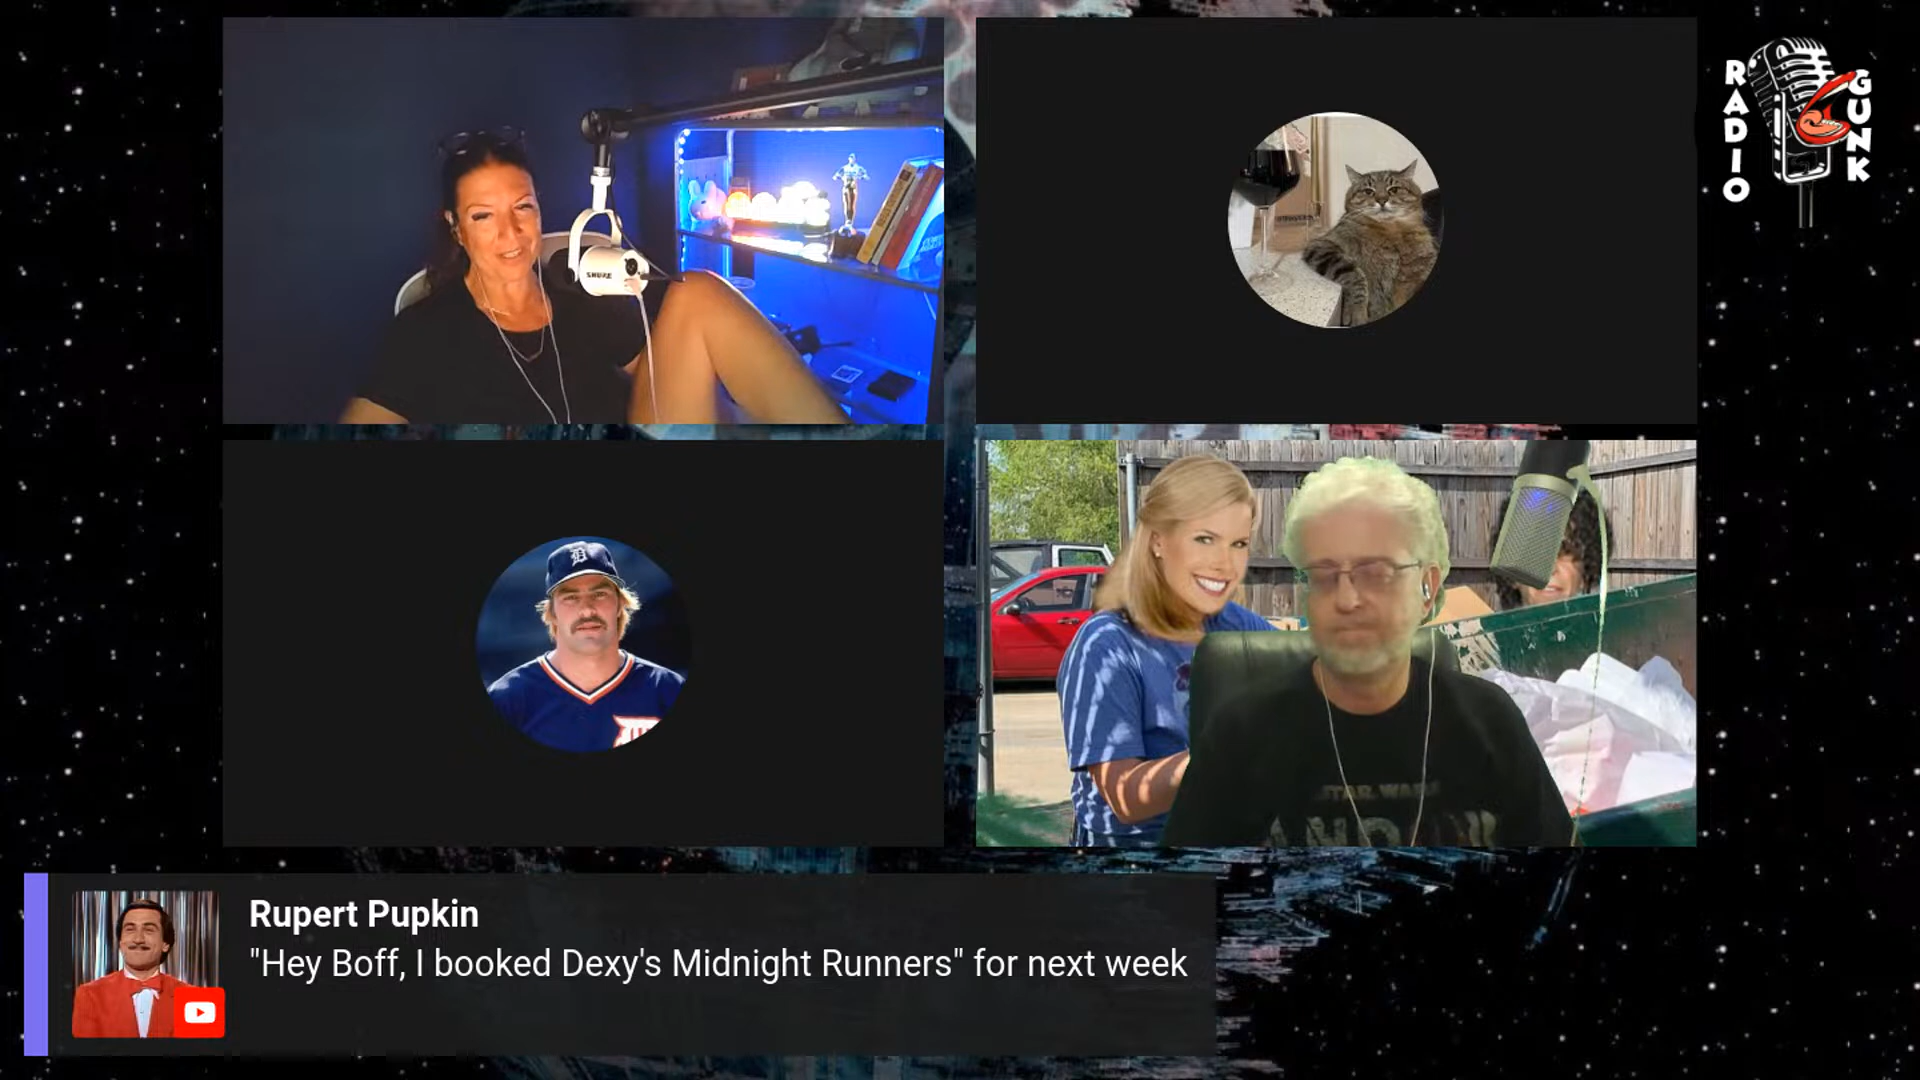 RADIO
GUNK
SHURE
STAR WARS
Rupert Pupkin
"Hey Boff, I booked Dexy's Midnight Runners" for next week